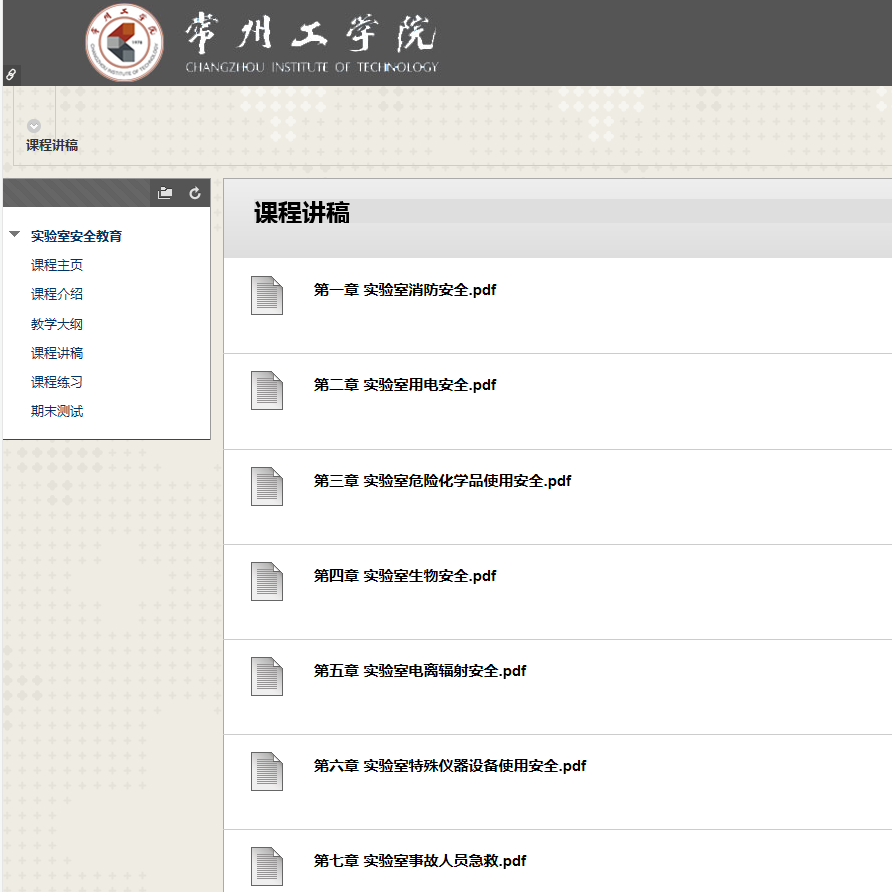 常州工学院
CHANGZHOU INSTITUTE OF TECHNOLOGY
课程讲稿
实验室安全教育
课程主页
课程介绍
教学大纲
课程讲稿
课程练习
期末测试
课程讲稿
第一章 实验室消防安全.pdf
第二章 实验室用电安全.pdf
第三章 实验室危险化学品使用安全.pdf
第四章 实验室生物安全.pdf
第五章 实验室电离辐射安全.pdf
第六章 实验室特殊仪器设备使用安全.pdf
第七章 实验室事故人员急救.pdf